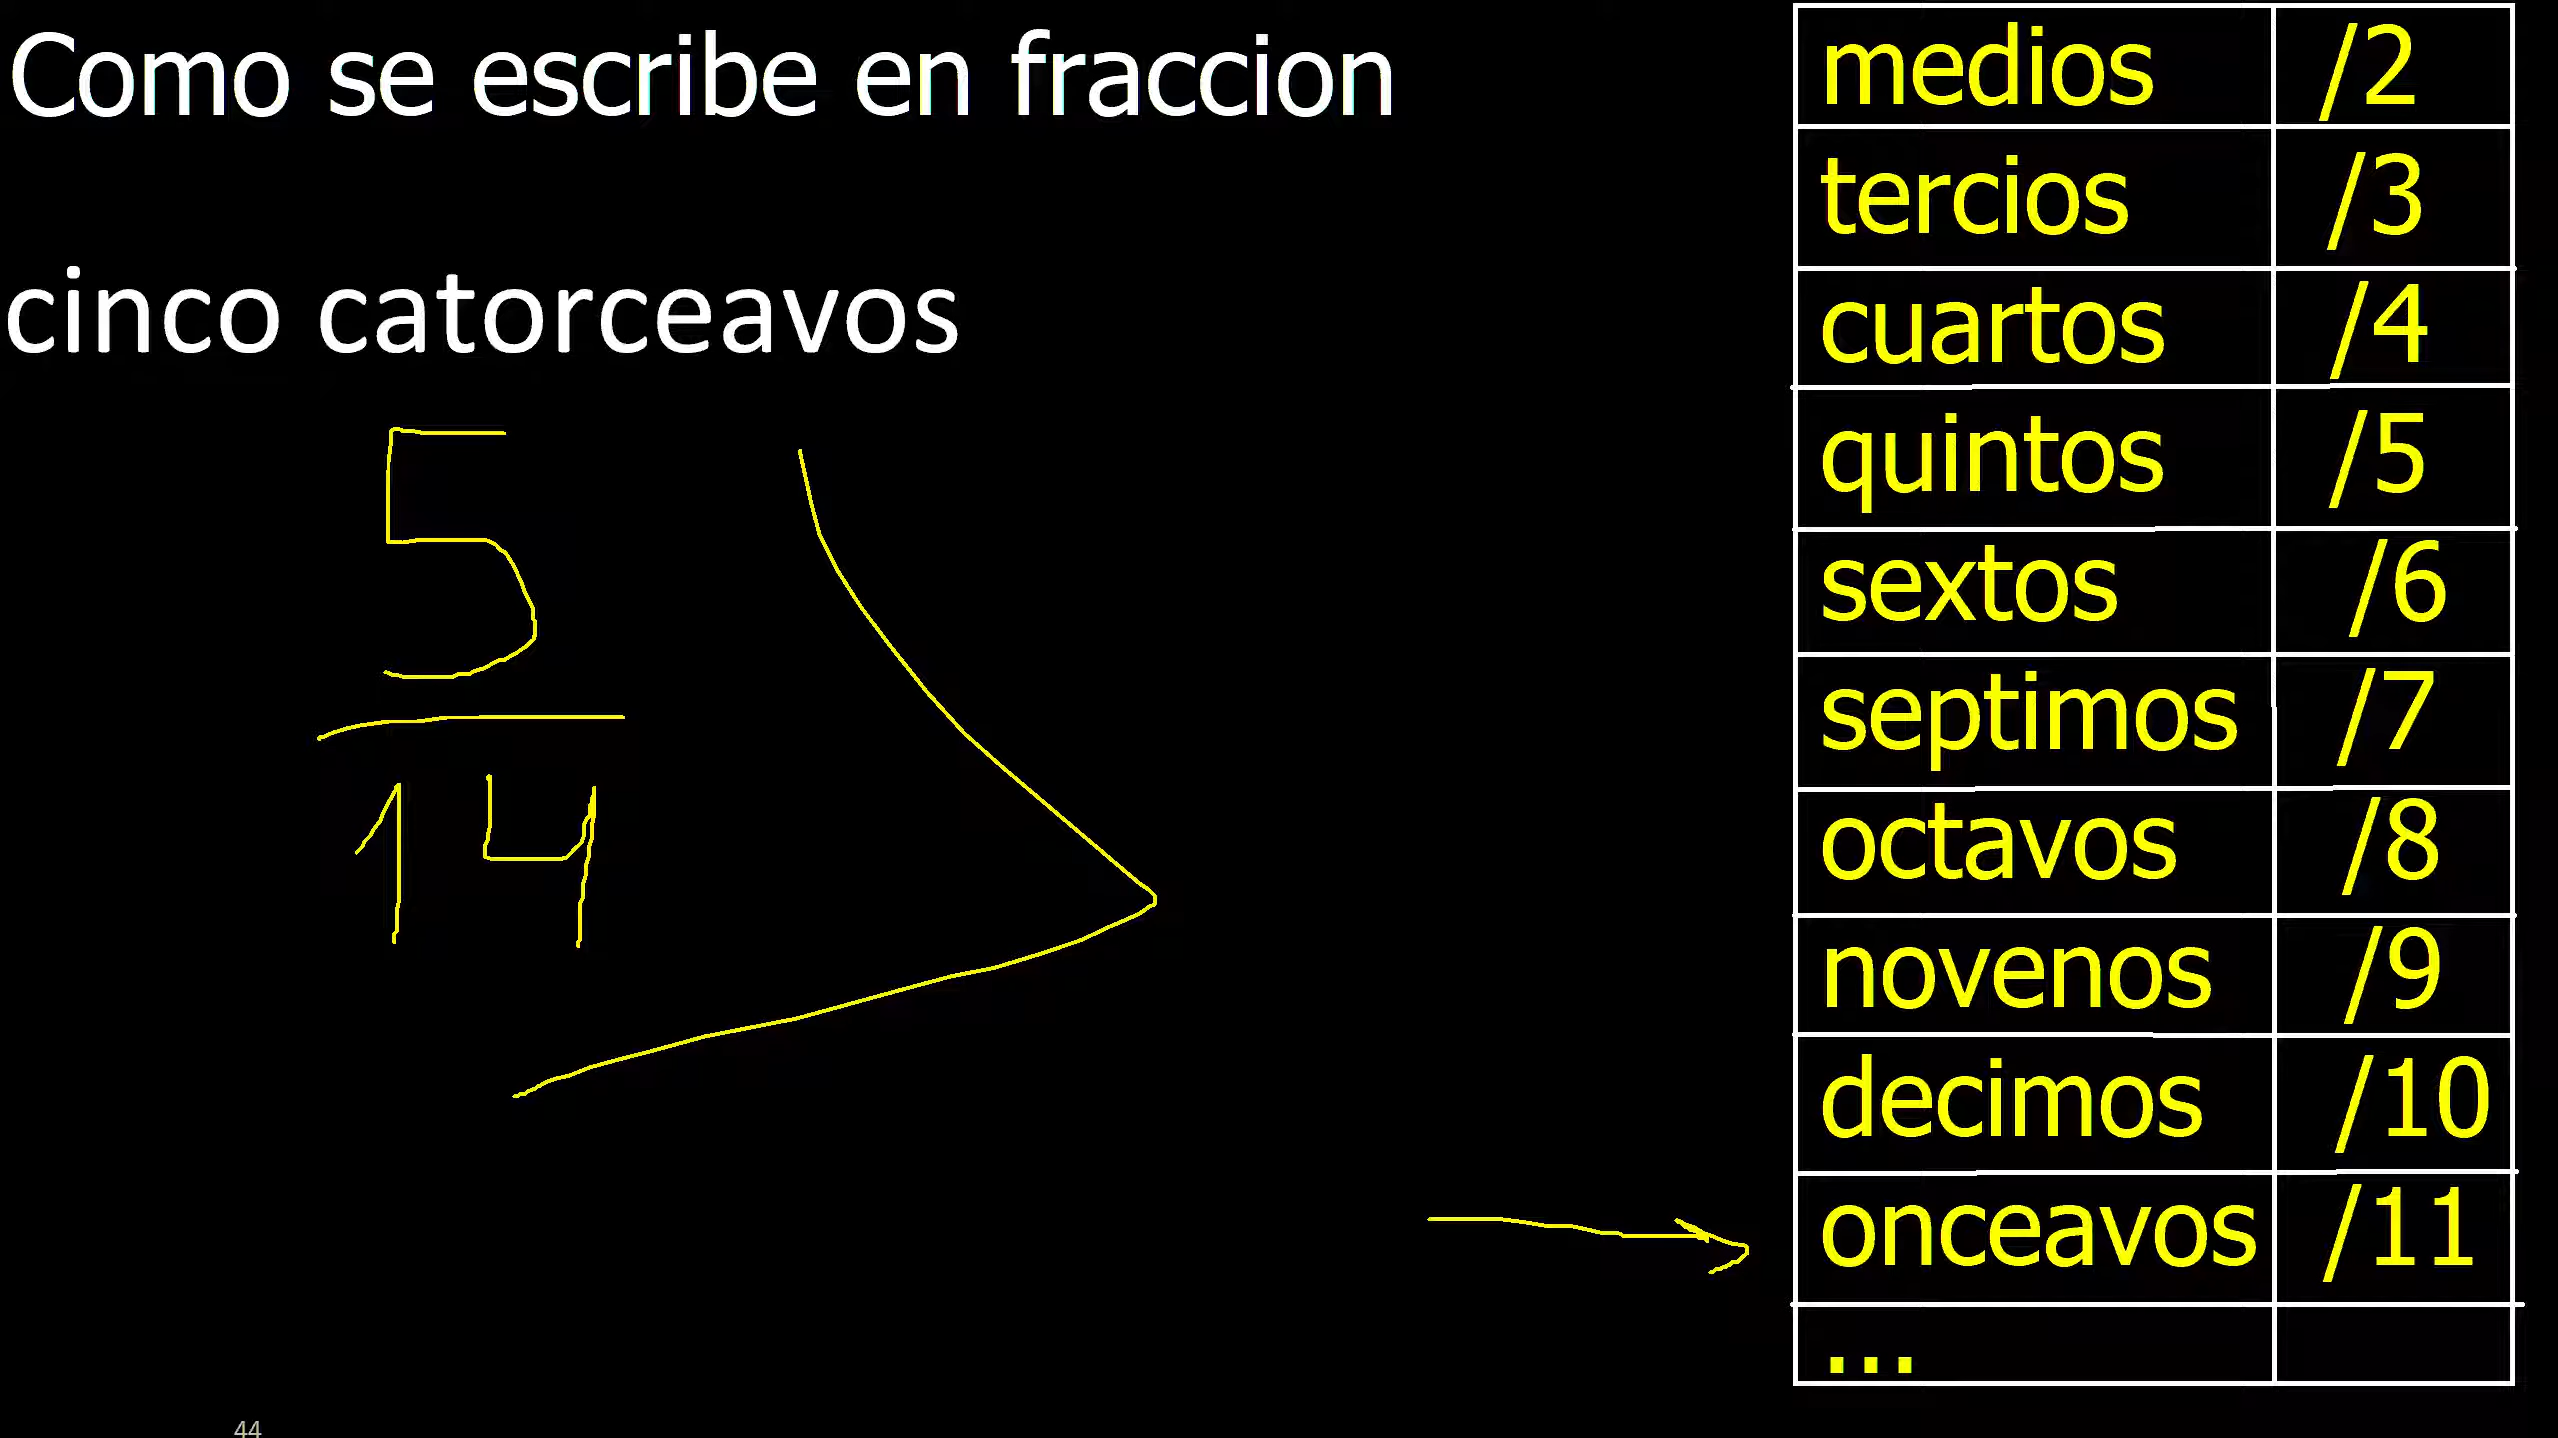 Como se escribe en fraccion
cinco catorceavos
5
14
medios /2
tercios /3
cuartos /4
quintos /5
sextos /6
septimos /7
octavos /8
novenos /9
decimos /10
onceavos /11
...
44